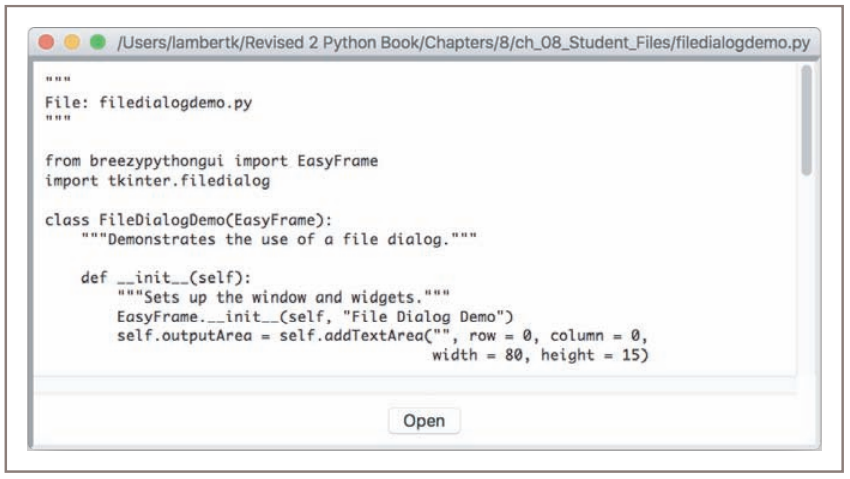 /Users/lambertk/Revised 2 Python Book/Chapters/8/ch_08_Student_Files/filedialogdemo.py
"""
File: filedialogdemo.py
"""
from breezypythongui import EasyFrame
import tkinter.filedialog
class FileDialogDemo(EasyFrame):
    """Demonstrates the use of a file dialog."""
    def __init__(self):
        """Sets up the window and widgets."""
        EasyFrame.__init__(self, "File Dialog Demo")
        self.outputArea = self.addTextArea("", row = 0, column = 0,
                                           width = 80, height = 15)
Open